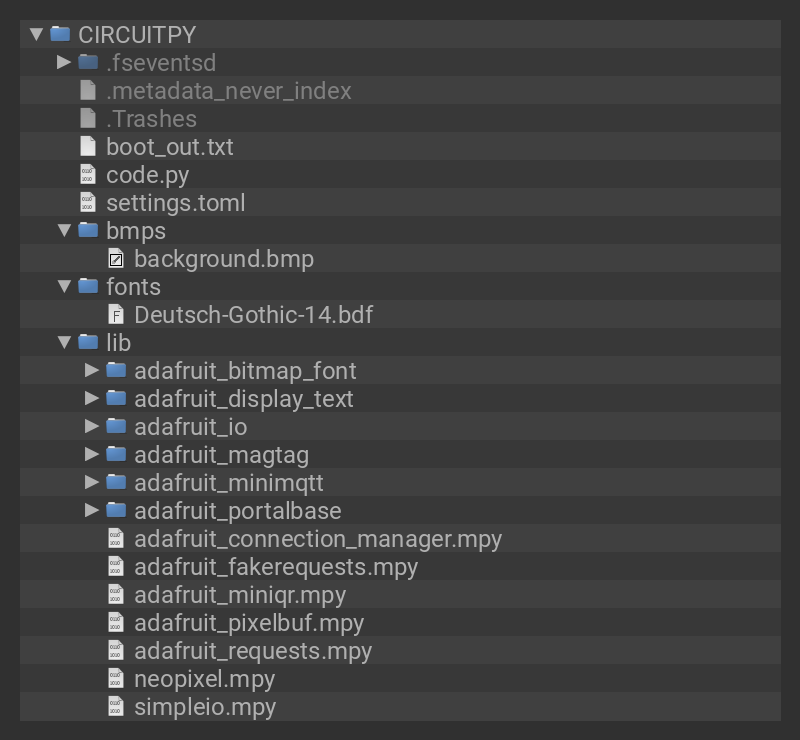 CIRCUITPY
.fseventsd
.metadata_never_index
.Trashes
boot_out.txt
code.py
settings.toml
bmps
background.bmp
fonts
Deutsch-Gothic-14.bdf
lib
adafruit_bitmap_font
adafruit_display_text
adafruit_io
adafruit_magtag
adafruit_minimqtt
adafruit_portalbase
adafruit_connection_manager.mpy
adafruit_fakerequests.mpy
adafruit_miniqr.mpy
adafruit_pixelbuf.mpy
adafruit_requests.mpy
neopixel.mpy
simpleio.mpy